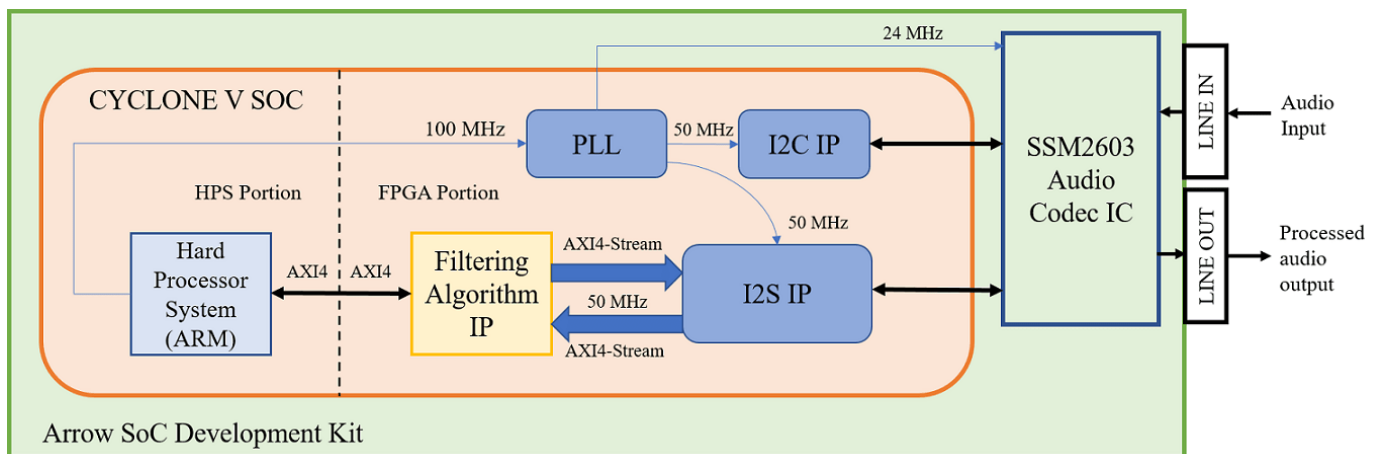 24 MHz
CYCLONE V SOC
100 MHz
PLL
50 MHz
I2C IP
SSM2603
Audio
Codec IC
LINE IN
Audio
Input
HPS Portion
FPGA Portion
50 MHz
Hard
Processor
System
(ARM)
AXI4
AXI4
Filtering
Algorithm
IP
AXI4-Stream
50 MHz
AXI4-Stream
I2S IP
LINE OUT
Processed
audio
output
Arrow SoC Development Kit